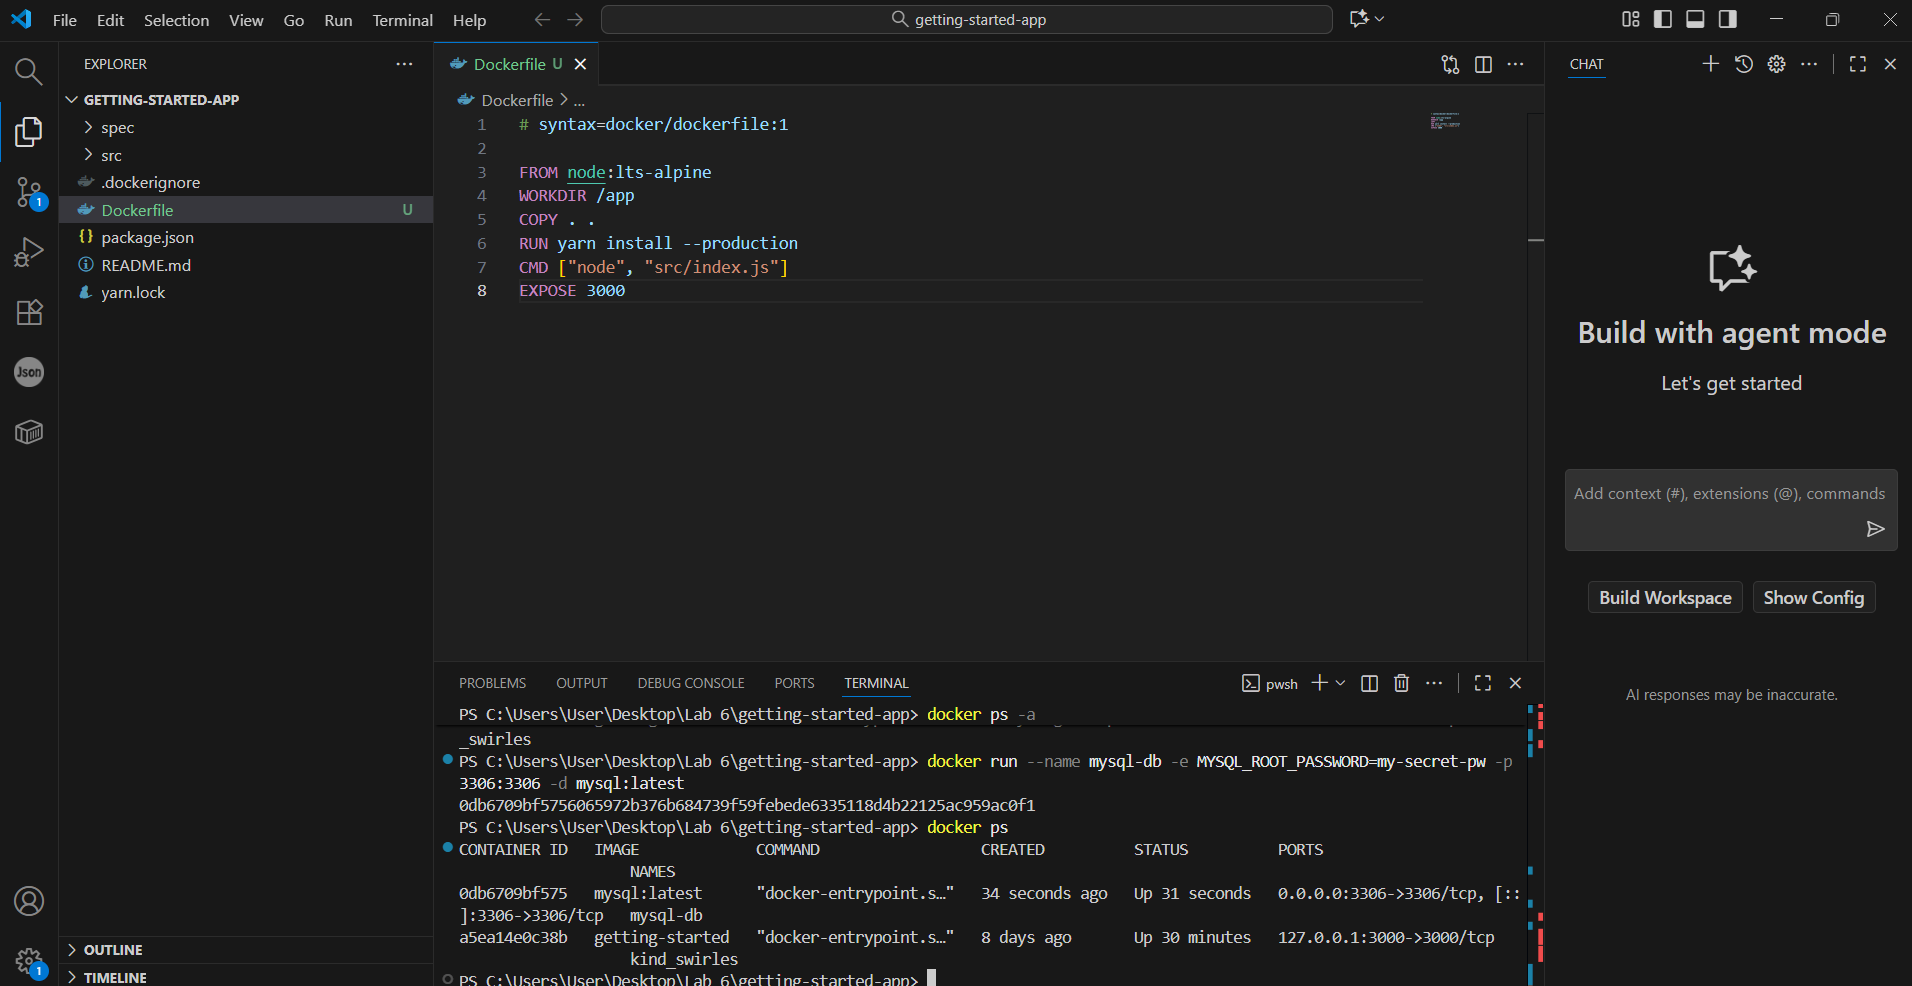 File Edit Selection View Go Run Terminal Help
getting-started-app
EXPLORER
GETTING-STARTED-APP
spec
src
.dockerignore
Dockerfile U
package.json
README.md
yarn.lock
OUTLINE
TIMELINE
1
Json
1
Dockerfile U
Dockerfile > ...
1 # syntax=docker/dockerfile:1
2
3 FROM node:lts-alpine
4 WORKDIR /app
5 COPY . .
6 RUN yarn install --production
7 CMD ["node", "src/index.js"]
8 EXPOSE 3000
PROBLEMS OUTPUT DEBUG CONSOLE PORTS TERMINAL
pwsh
PS C:\Users\User\Desktop\Lab 6\getting-started-app> docker ps -a
_swirles
PS C:\Users\User\Desktop\Lab 6\getting-started-app> docker run --name mysql-db -e MYSQL_ROOT_PASSWORD=my-secret-pw -p
3306:3306 -d mysql:latest
0db6709bf5756065972b376b684739f59febede6335118d4b22125ac959ac0f1
PS C:\Users\User\Desktop\Lab 6\getting-started-app> docker ps
CONTAINER ID IMAGE COMMAND CREATED STATUS PORTS
NAMES
0db6709bf575 mysql:latest "docker-entrypoint.s…" 34 seconds ago Up 31 seconds 0.0.0.0:3306->3306/tcp, [::
]:3306->3306/tcp mysql-db
a5ea14e0c38b getting-started "docker-entrypoint.s…" 8 days ago Up 30 minutes 127.0.0.1:3000->3000/tcp
kind_swirles
PS C:\Users\User\Desktop\Lab 6\getting-started-app>
CHAT
Build with agent mode
Let's get started
Add context (#), extensions (@), commands
Build Workspace Show Config
AI responses may be inaccurate.